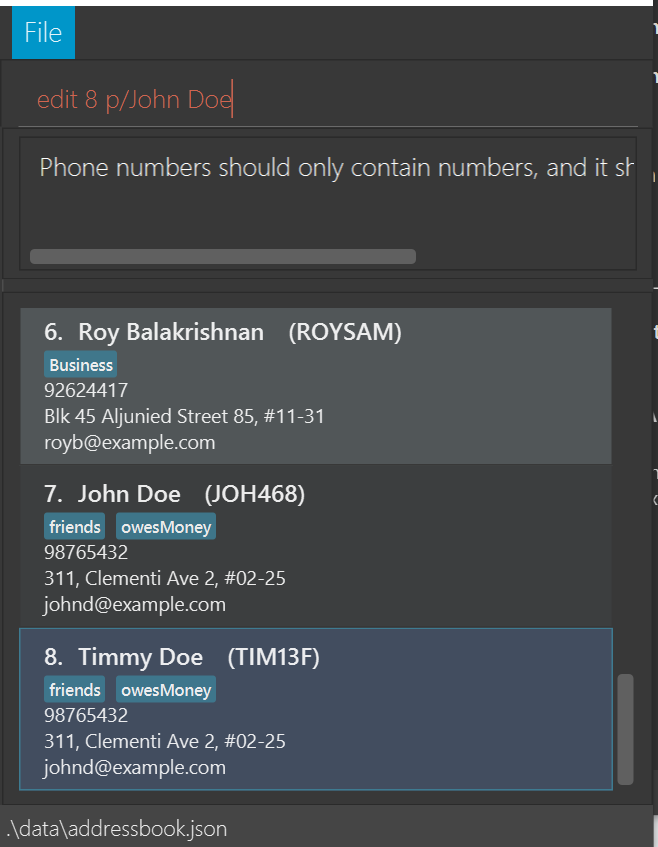 File
edit 8 p/John Doe
Phone numbers should only contain numbers, and it sh
6. Roy Balakrishnan (ROYSAM)
Business
92624417
Blk 45 Aljunied Street 85, #11-31
royb@example.com
7. John Doe (JOH468)
friends owesMoney
98765432
311, Clementi Ave 2, #02-25
johnd@example.com
8. Timmy Doe (TIM13F)
friends owesMoney
98765432
311, Clementi Ave 2, #02-25
johnd@example.com
.\data\addressbook.json